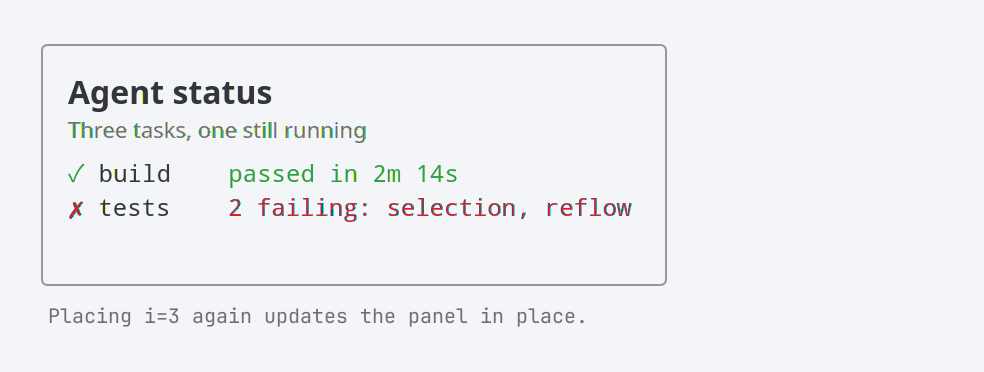 Agent status
Three tasks, one still running
✓ build passed in 2m 14s
✗ tests 2 failing: selection, reflow
Placing i=3 again updates the panel in place.